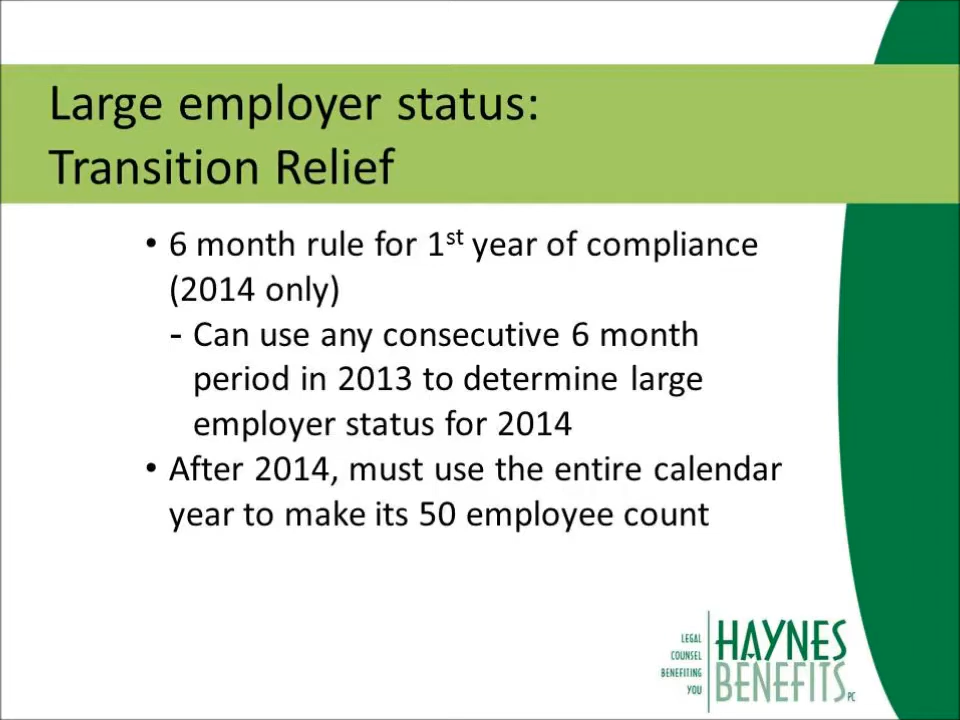 Large employer status:
Transition Relief
• 6 month rule for 1st year of compliance
(2014 only)
- Can use any consecutive 6 month
period in 2013 to determine large
employer status for 2014
• After 2014, must use the entire calendar
year to make its 50 employee count
LEGAL
COUNSEL
BENEFITING
YOU
HAYNES
BENEFITS PC